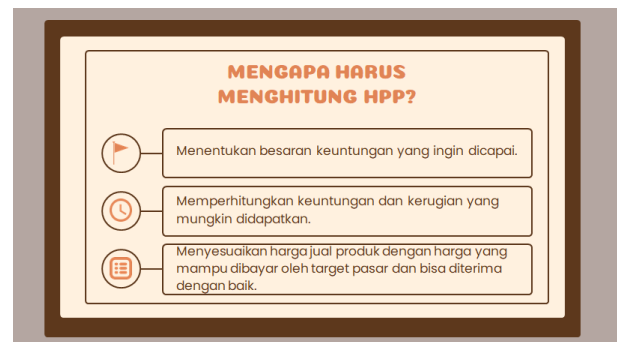 MENGAPA HARUS
MENGHITUNG HPP?
Menentukan besaran keuntungan yang ingin dicapai.
Memperhitungkan keuntungan dan kerugian yang
mungkin didapatkan.
Menyesuaikan harga jual produk dengan harga yang
mampu dibayar oleh target pasar dan bisa diterima
dengan baik.